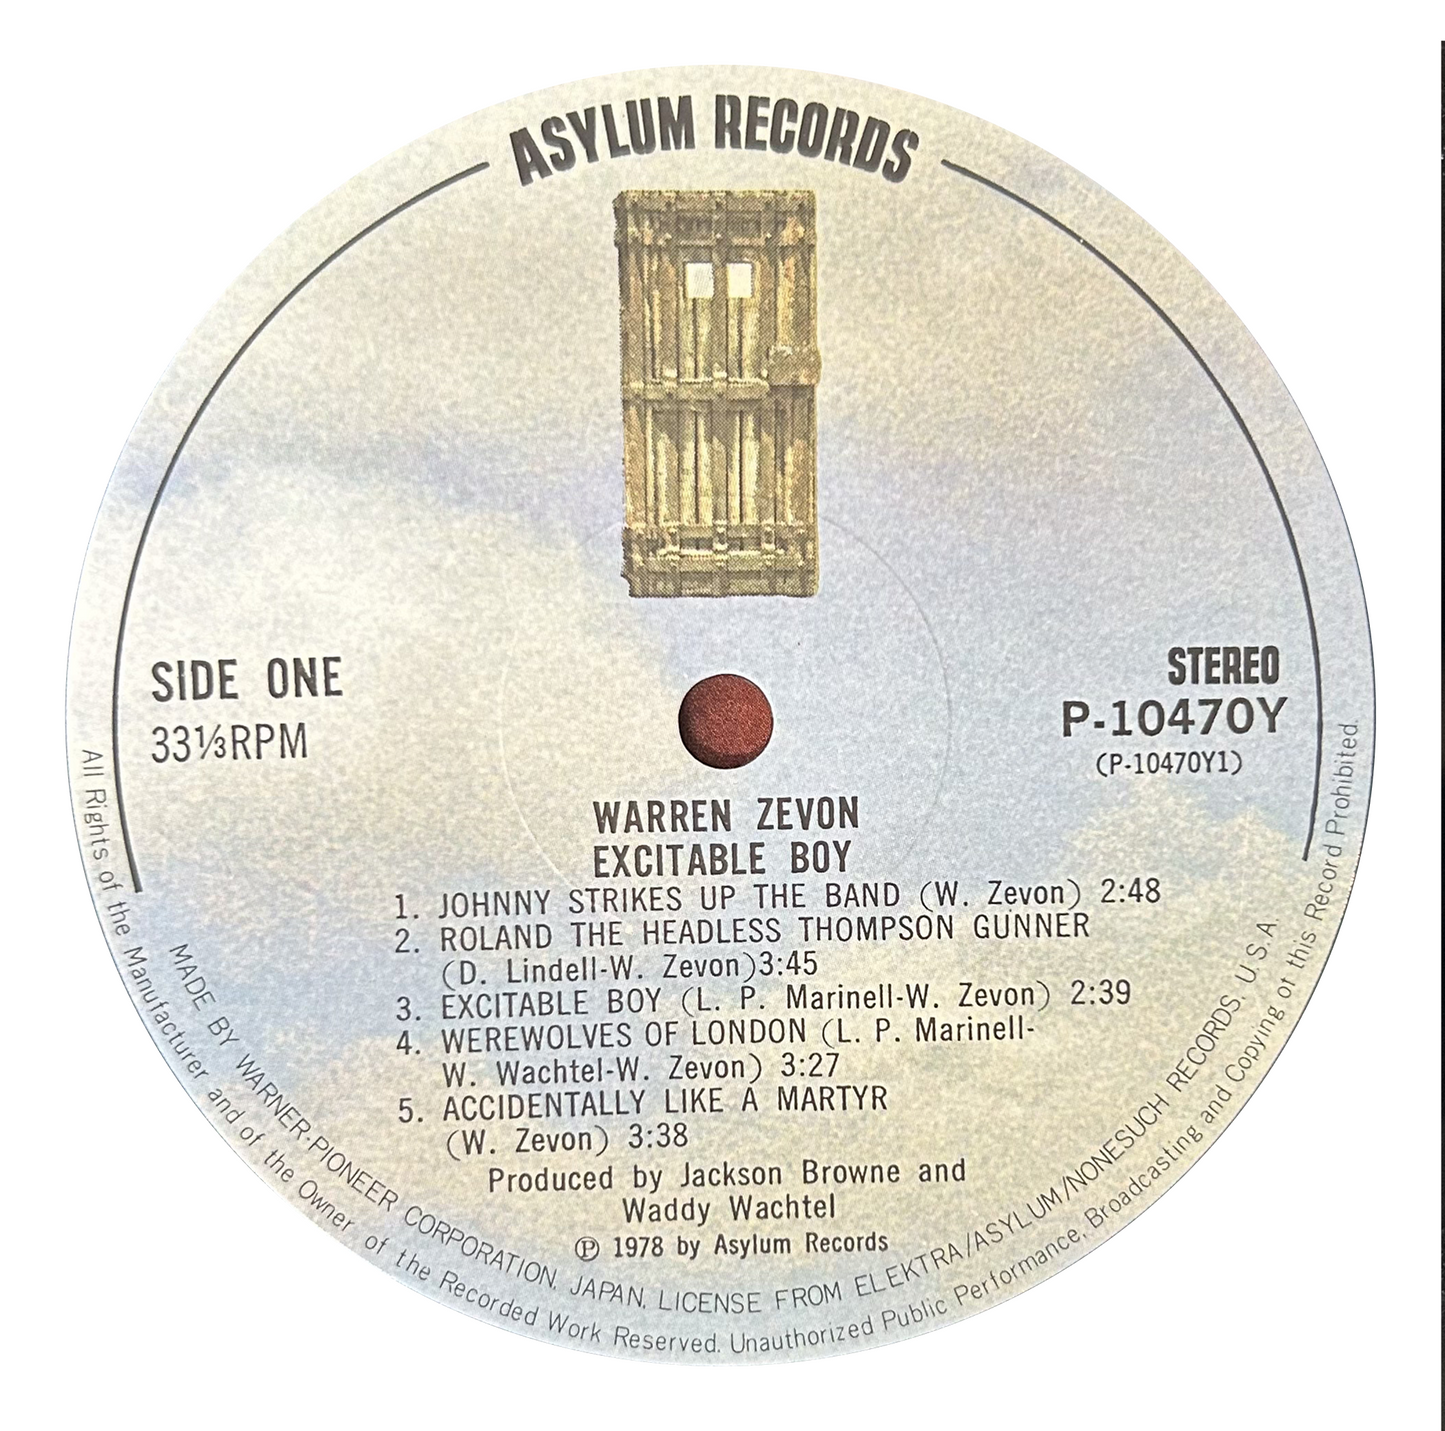 ASYLUM RECORDS
SIDE ONE
33⅓RPM
STEREO
P-10470Y
(P-10470Y1)
WARREN ZEVON
EXCITABLE BOY
1. JOHNNY STRIKES UP THE BAND (W. Zevon) 2:48
2. ROLAND THE HEADLESS THOMPSON GUNNER
(D. Lindell-W. Zevon)3:45
3. EXCITABLE BOY (L. P. Marinell-W. Zevon) 2:39
4. WEREWOLVES OF LONDON (L. P. Marinell-
W. Wachtel-W. Zevon) 3:27
5. ACCIDENTALLY LIKE A MARTYR
(W. Zevon) 3:38
Produced by Jackson Browne and
Waddy Wachtel
Ⓟ 1978 by Asylum Records
MADE BY WARNER-PIONEER CORPORATION, JAPAN, LICENSE FROM ELEKTRA/ASYLUM/NONESUCH RECORDS, U.S.A.
All Rights of the Manufacturer and of the Owner of the Recorded Work Reserved. Unauthorized Public Performance, Broadcasting and Copying of this Record Prohibited.